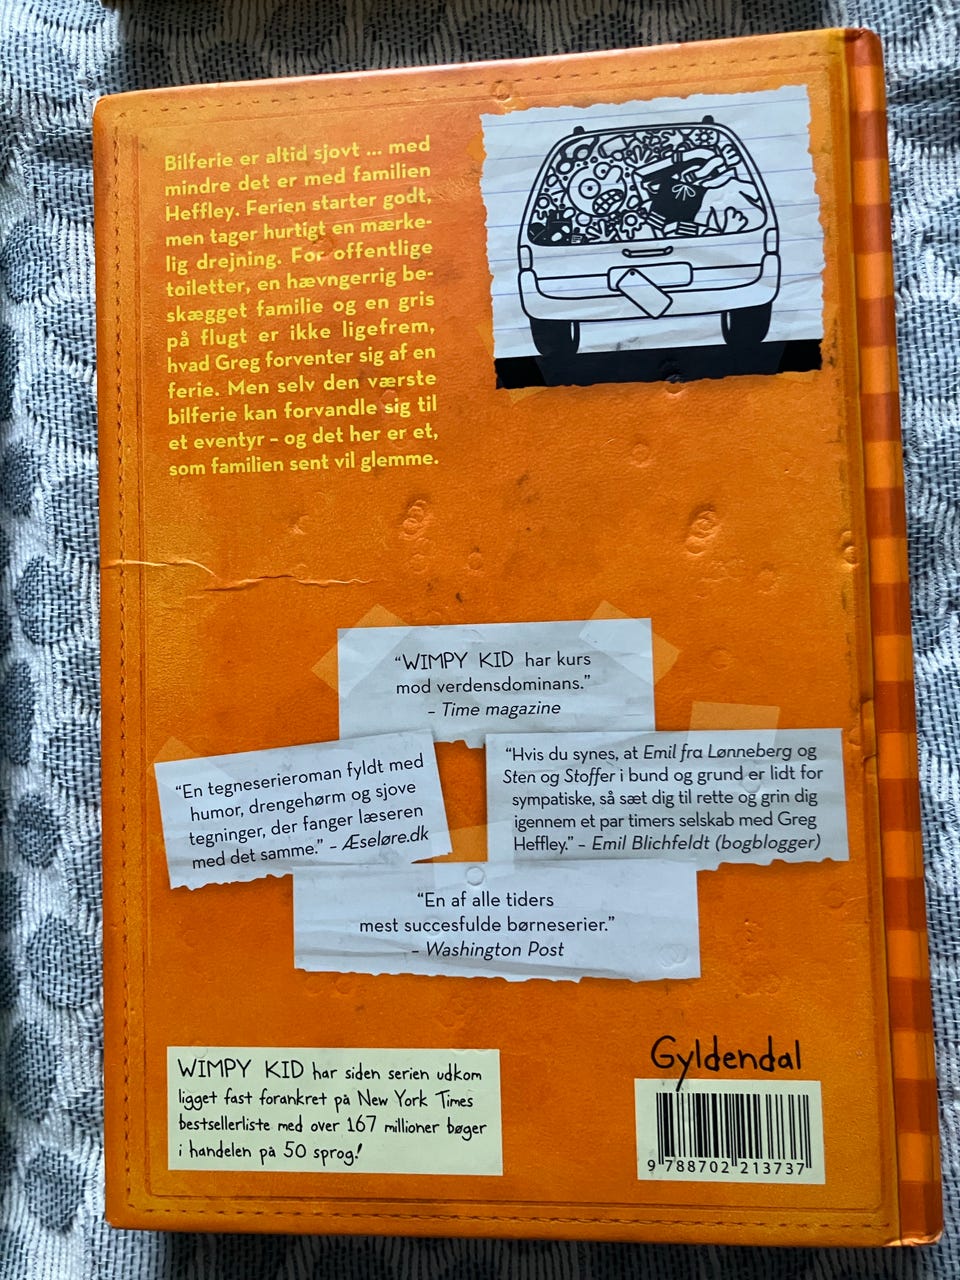 Bilferie er altid sjovt ... med
mindre det er med familien
Heffley. Ferien starter godt,
men tager hurtigt en mærke-
lig drejning. For offentlige
toiletter, en hævngerrig be-
skægget familie og en gris
på flugt er ikke ligefrem,
hvad Greg forventer sig af en
ferie. Men selv den værste
bilferie kan forvandle sig til
et eventyr – og det her er et,
som familien sent vil glemme.
“WIMPY KID har kurs
mod verdensdominans.”
– Time magazine
“En tegneserieroman fyldt med
humor, drengehørm og sjove
tegninger, der fanger læseren
med det samme.” – Æseløre.dk
“Hvis du synes, at Emil fra Lønneberg og
Sten og Stoffer i bund og grund er lidt for
sympatiske, så sæt dig til rette og grin dig
igennem et par timers selskab med Greg
Heffley.” – Emil Blichfeldt (bogblogger)
“En af alle tiders
mest succesfulde børneserier.”
– Washington Post
WIMPY KID har siden serien udkom
ligget fast forankret på New York Times
bestsellerliste med over 167 millioner bøger
i handelen på 50 sprog!
Gyldendal
9 788702 213737